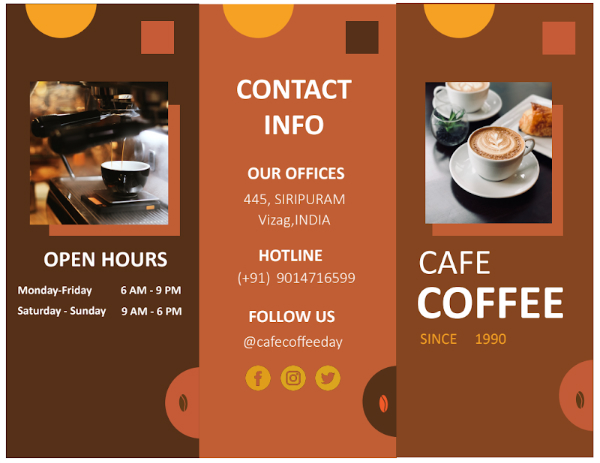 OPEN HOURS
Monday-Friday 6 AM - 9 PM
Saturday - Sunday 9 AM - 6 PM
CONTACT
INFO
OUR OFFICES
445, SIRIPURAM
Vizag,INDIA
HOTLINE
(+91) 9014716599
FOLLOW US
@cafecoffeeday
CAFE
COFFEE
SINCE 1990